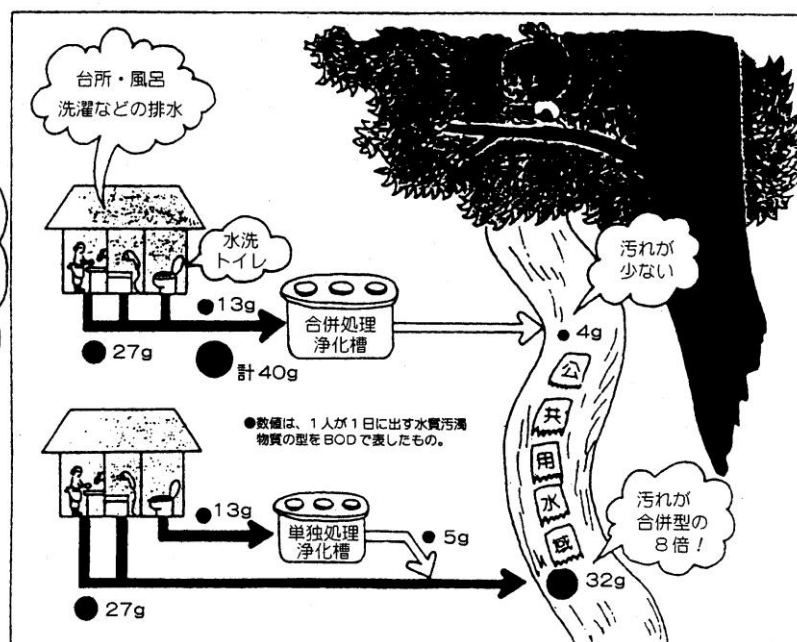 台所・風呂
洗濯などの排水
水洗
トイレ
13g
合併処理
浄化槽
27g
計40g
汚れが
少ない
4g
公
共
用
水
域
●数値は、1人が1日に出す水質汚濁
物質の型をBODで表したもの。
13g
単独処理
浄化槽
5g
27g
汚れが
合併型の
8倍!
32g